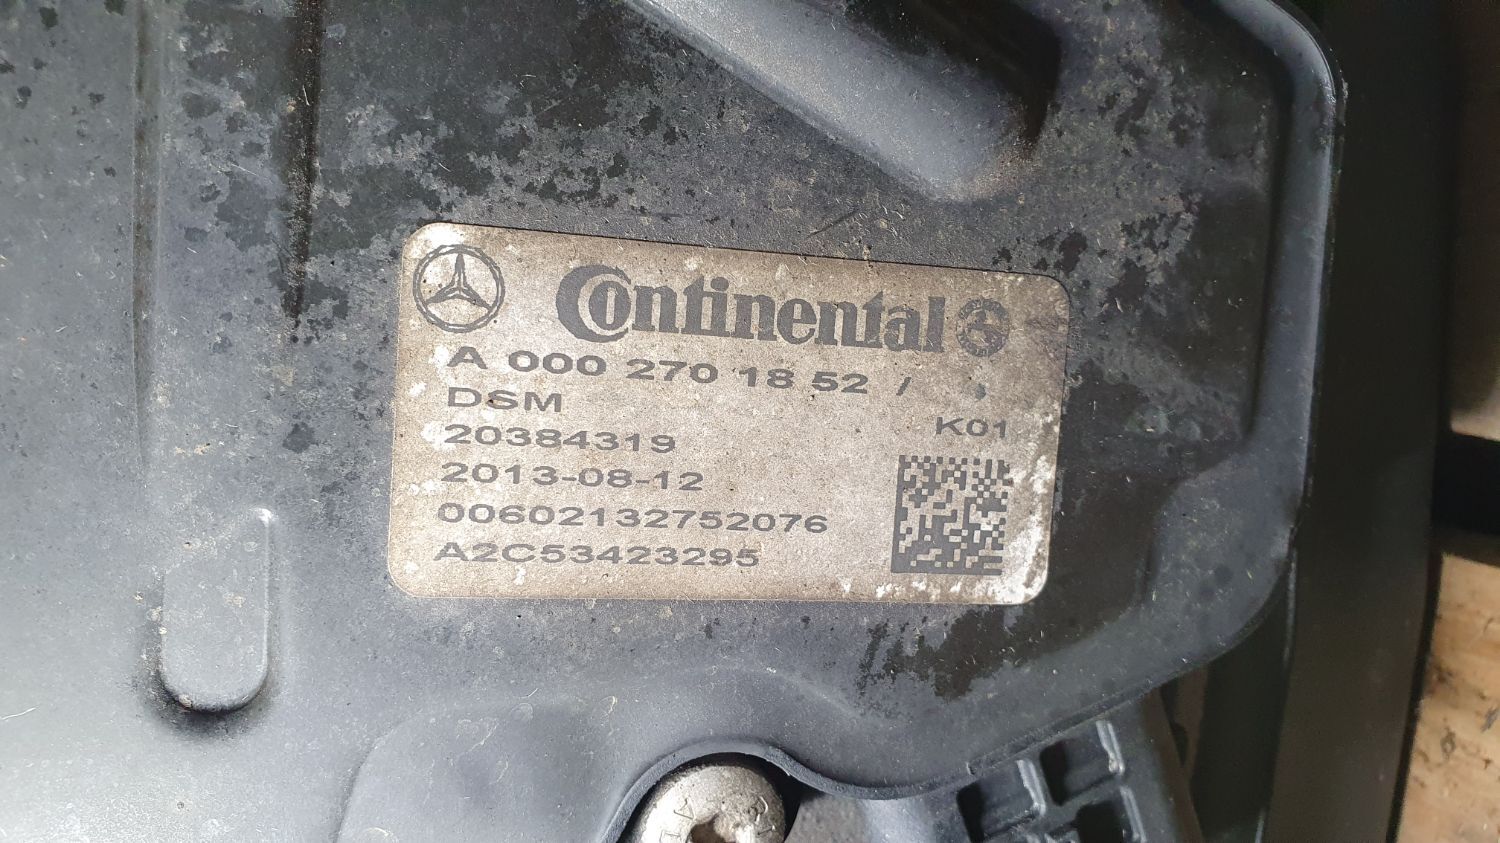 Continental
A 000 270 18 52 /
DSM
K01
20384319
2013-08-12
00602132752076
A2C53423295